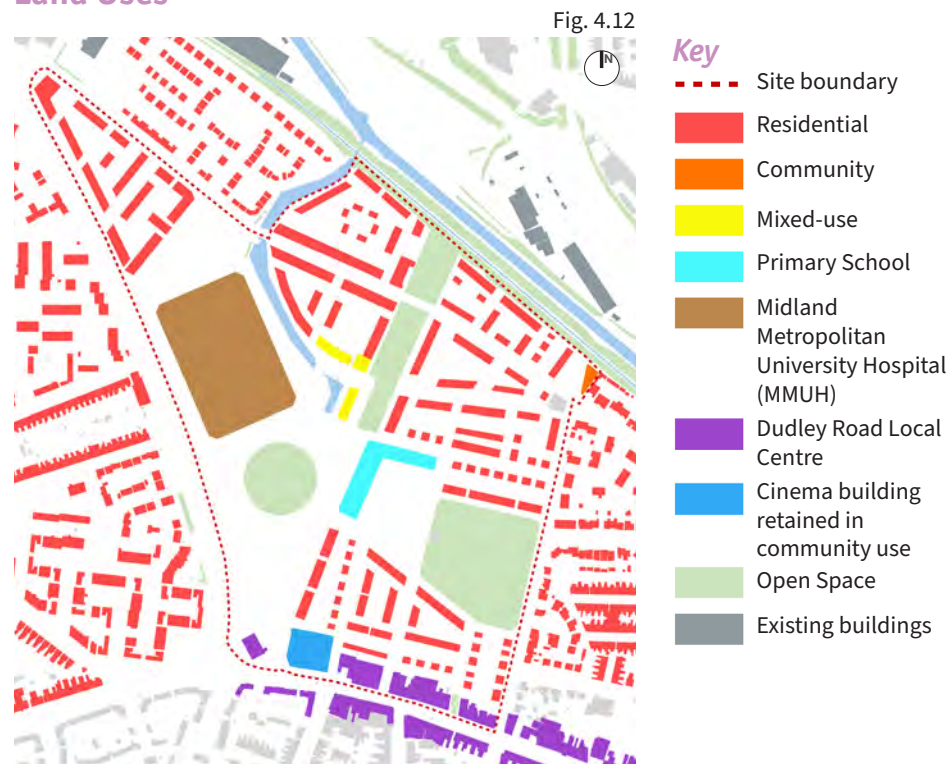 Fig. 4.12
N
Key
Site boundary
Residential
Community
Mixed-use
Primary School
Midland
Metropolitan
University Hospital
(MMUH)
Dudley Road Local
Centre
Cinema building
retained in
community use
Open Space
Existing buildings